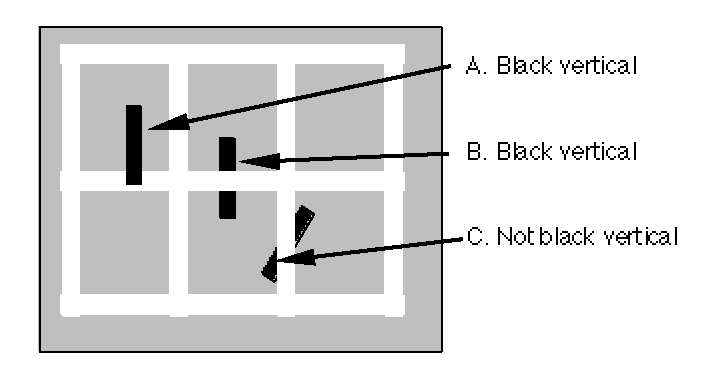 A. Black vertical
B. Black vertical
C. Not black vertical